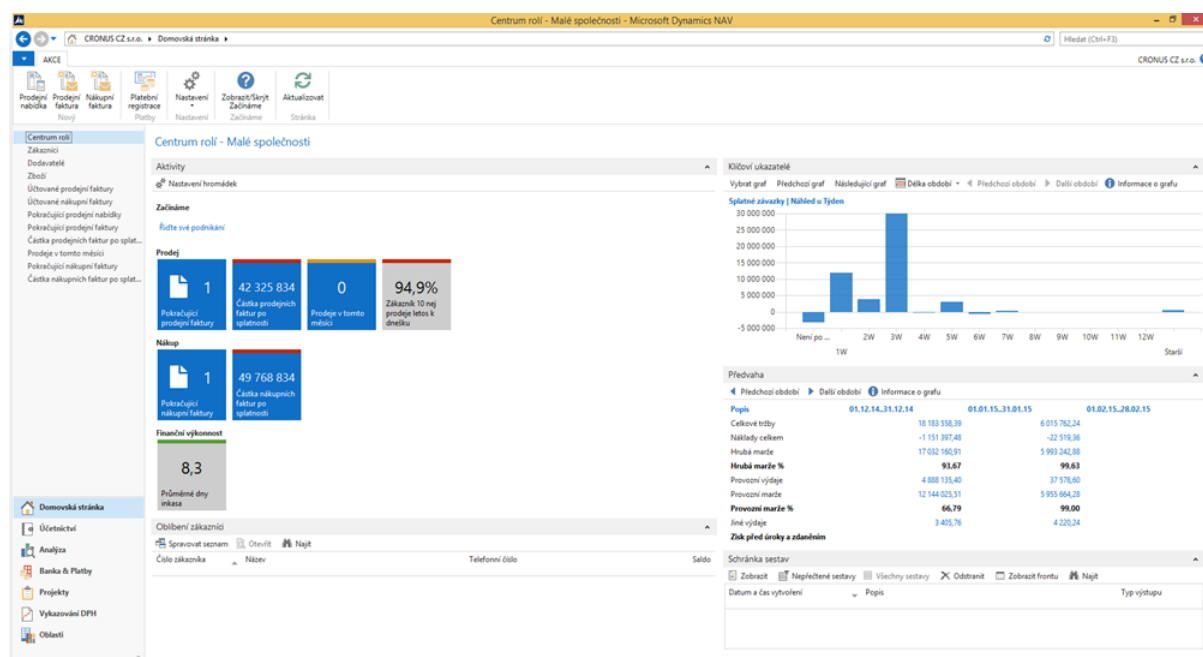 Centrum rolí - Malé společnosti - Microsoft Dynamics NAV
CRONUS CZ s.r.o. Domovská stránka
Hledat (Ctrl+F3)
AKCE
CRONUS CZ s.r.o.
Prodejní nabídka
Prodejní faktura
Nákupní faktura
Platební registrace
Nastavení
Zobrazit/Skrýt Začínáme
Aktualizovat
Nový
Platby
Nastavení
Začínáme
Stránka
Centrum rolí
Zákazníci
Dodavatelé
Zboží
Účtované prodejní faktury
Účtované nákupní faktury
Pokračující prodejní nabídky
Pokračující prodejní faktury
Částka prodejních faktur po splat...
Prodeje v tomto měsíci
Pokračující nákupní faktury
Částka nákupních faktur po splat...
Domovská stránka
Účetnictví
Analýza
Banka & Platby
Projekty
Vykazování DPH
Oblasti
Centrum rolí - Malé společnosti
Aktivity
Nastavení hromádek
Začínáme
Řiďte své podnikání
Prodej
1
Pokračující
prodejní faktury
42 325 834
Částka prodejních
faktur po
splatnosti
0
Prodeje v tomto
měsíci
94,9%
Zákazník 10 nej
prodeje letos k
dnešku
Nákup
1
Pokračující
nákupní faktury
49 768 834
Částka nákupních
faktur po
splatnosti
Finanční výkonnost
8,3
Průměrné dny
inkasa
Oblíbení zákazníci
Spravovat seznam Otevřít Najít
Číslo zákazníka Název Telefonní číslo Saldo
Klíčoví ukazatelé
Vybrat graf Předchozí graf Následující graf Délka období Předchozí období Další období Informace o grafu
Splatné závazky | Náhled u Týden
30 000 000
25 000 000
20 000 000
15 000 000
10 000 000
5 000 000
0
-5 000 000
Není po ... 2W 3W 4W 5W 6W 7W 8W 9W 10W 11W 12W
1W Starší
Předvaha
Předchozí období Další období Informace o grafu
Popis 01.12.14..31.12.14 01.01.15..31.01.15 01.02.15..28.02.15
Celkové tržby 18 183 558,39 6 015 762,24
Náklady celkem -1 151 397,48 -22 519,36
Hrubá marže 17 032 160,91 5 993 242,88
Hrubá marže % 93,67 99,63
Provozní výdaje 4 888 135,40 37 578,60
Provozní marže 12 144 025,51 5 955 664,28
Provozní marže % 66,79 99,00
Jiné výdaje 3 405,76 4 220,24
Zisk před úroky a zdaněním
Schránka sestav
Zobrazit Nepřečtené sestavy Všechny sestavy Odstranit Zobrazit frontu Najít
Datum a čas vytvoření Popis Typ výstupu